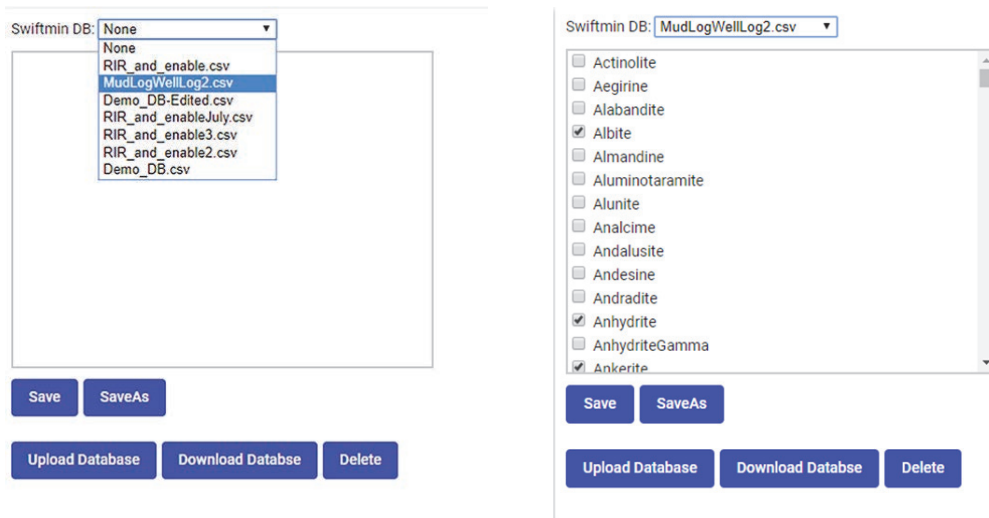 Swiftmin DB: None
None
RIR_and_enable.csv
MudLogWellLog2.csv
Demo_DB-Edited.csv
RIR_and_enableJuly.csv
RIR_and_enable3.csv
RIR_and_enable2.csv
Demo_DB.csv
Save SaveAs
Upload Database Download Databse Delete
Swiftmin DB: MudLogWellLog2.csv
Actinolite
Aegirine
Alabandite
Albite
Almandine
Aluminotaramite
Alunite
Analcime
Andalusite
Andesine
Andradite
Anhydrite
AnhydriteGamma
Ankerite
Save SaveAs
Upload Database Download Databse Delete